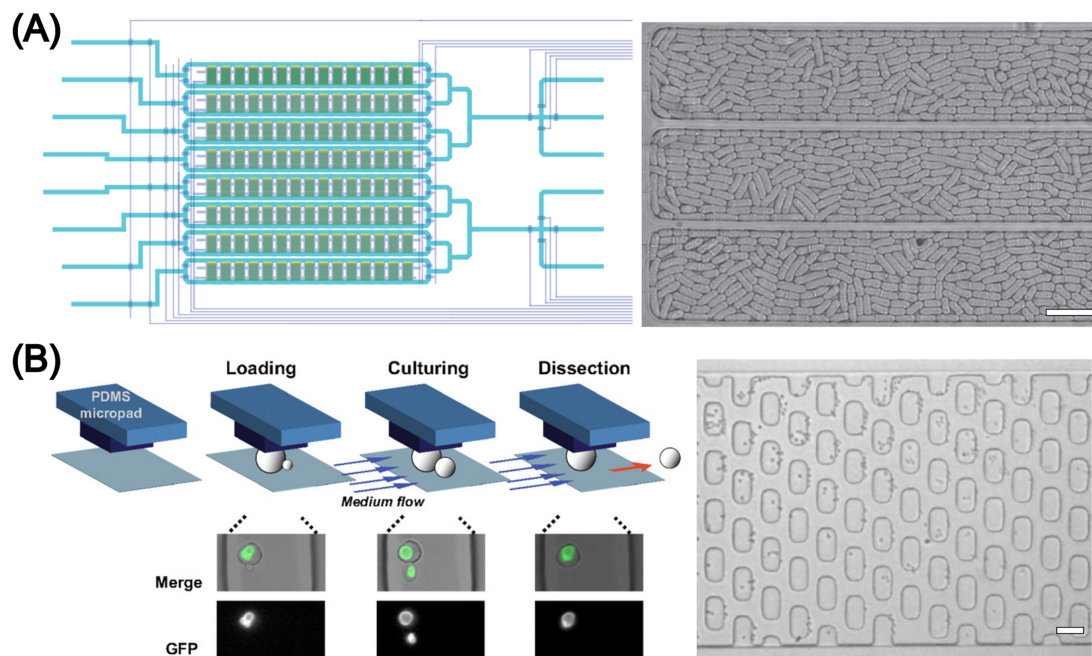 (A)
(B)
Loading
Culturing
Dissection
PDMS
micropad
Medium flow
Merge
GFP